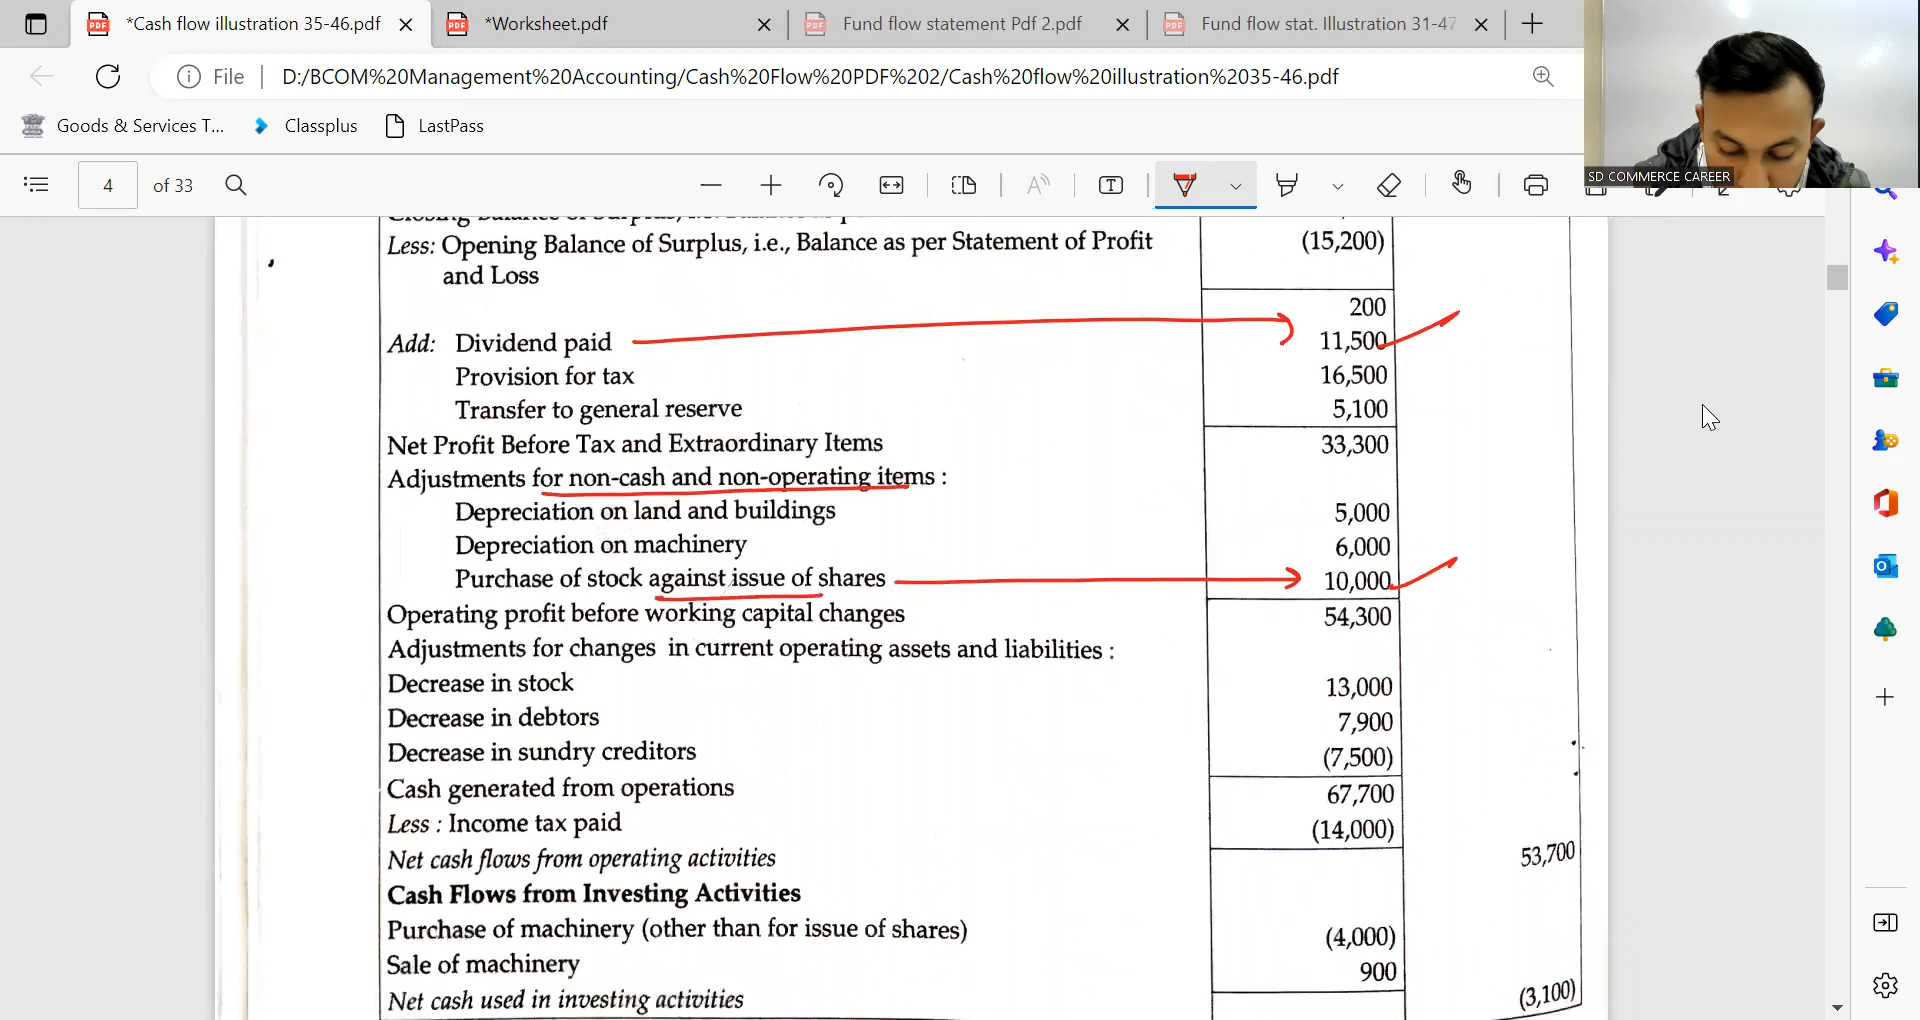 *Cash flow illustration 35-46.pdf
*Worksheet.pdf
Fund flow statement Pdf 2.pdf
Fund flow stat. Illustration 31-47
File
D:/BCOM%20Management%20Accounting/Cash%20Flow%20PDF%202/Cash%20flow%20illustration%2035-46.pdf
Goods & Services T...
Classplus
LastPass
4 of 33
SD COMMERCE CAREER
Less: Opening Balance of Surplus, i.e., Balance as per Statement of Profit (15,200)
and Loss
200
Add: Dividend paid 11,500
Provision for tax 16,500
Transfer to general reserve 5,100
Net Profit Before Tax and Extraordinary Items 33,300
Adjustments for non-cash and non-operating items :
Depreciation on land and buildings 5,000
Depreciation on machinery 6,000
Purchase of stock against issue of shares 10,000
Operating profit before working capital changes 54,300
Adjustments for changes in current operating assets and liabilities :
Decrease in stock 13,000
Decrease in debtors 7,900
Decrease in sundry creditors (7,500)
Cash generated from operations 67,700
Less : Income tax paid (14,000)
Net cash flows from operating activities 53,700
Cash Flows from Investing Activities
Purchase of machinery (other than for issue of shares) (4,000)
Sale of machinery 900
Net cash used in investing activities (3,100)